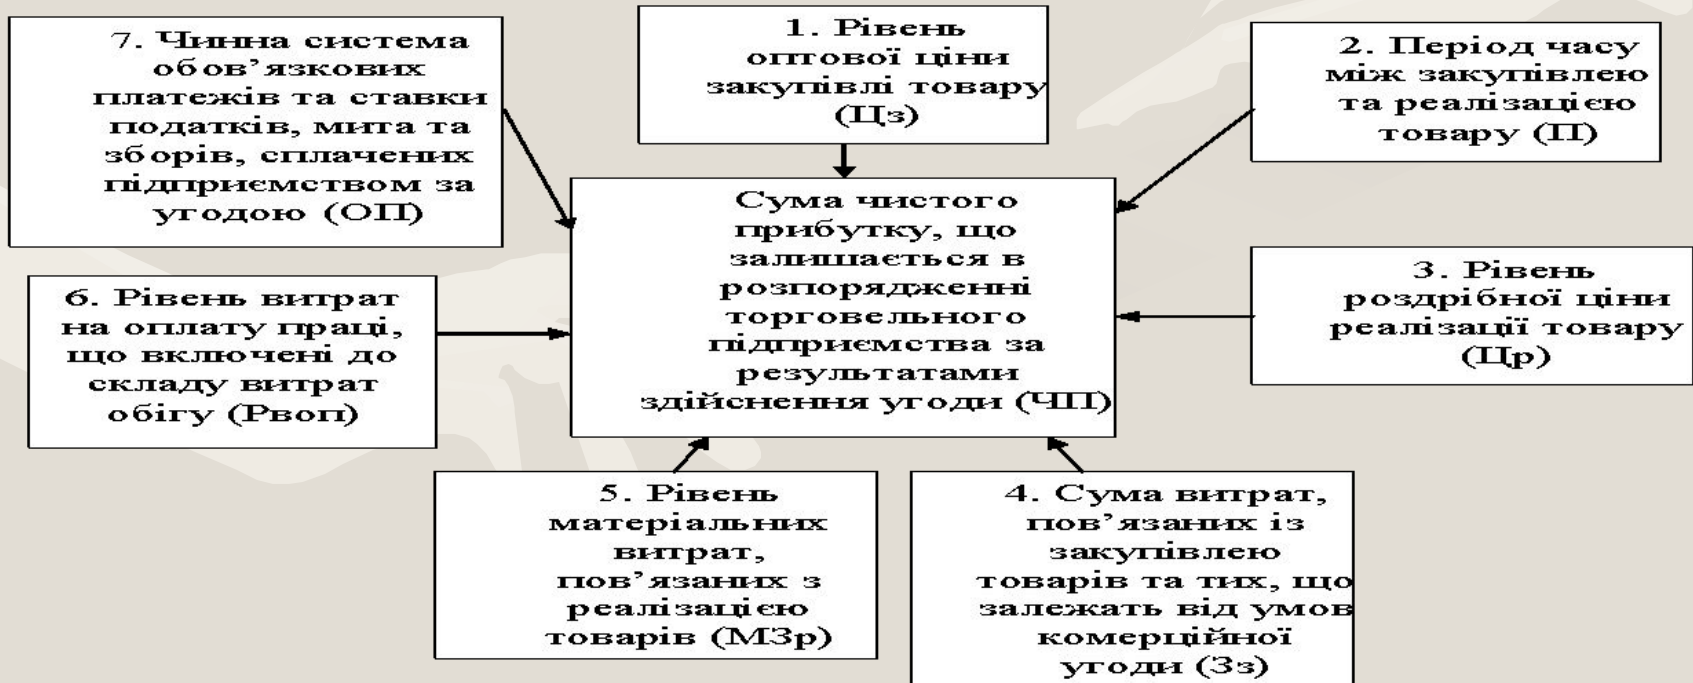 7. Чинна система
обов’язкових
платежів та ставки
податків, мита та
зборів, сплачених
підприємством за
угодою (ОП)
1. Рівень
оптової ціни
закупівлі товару
(Цз)
2. Період часу
між закупівлею
та реалізацією
товару (П)
Сума чистого
прибутку, що
залишається в
розпорядженні
торговельного
підприємства за
результатами
здійснення угоди (ЧП)
3. Рівень
роздрібної ціни
реалізації товару
(Цр)
6. Рівень витрат
на оплату праці,
що включені до
складу витрат
обігу (Рвоп)
5. Рівень
матеріальних
витрат,
пов’язаних з
реалізацією
товарів (МЗр)
4. Сума витрат,
пов’язаних із
закупівлею
товарів та тих, що
залежать від умов
комерційної
угоди (Зз)